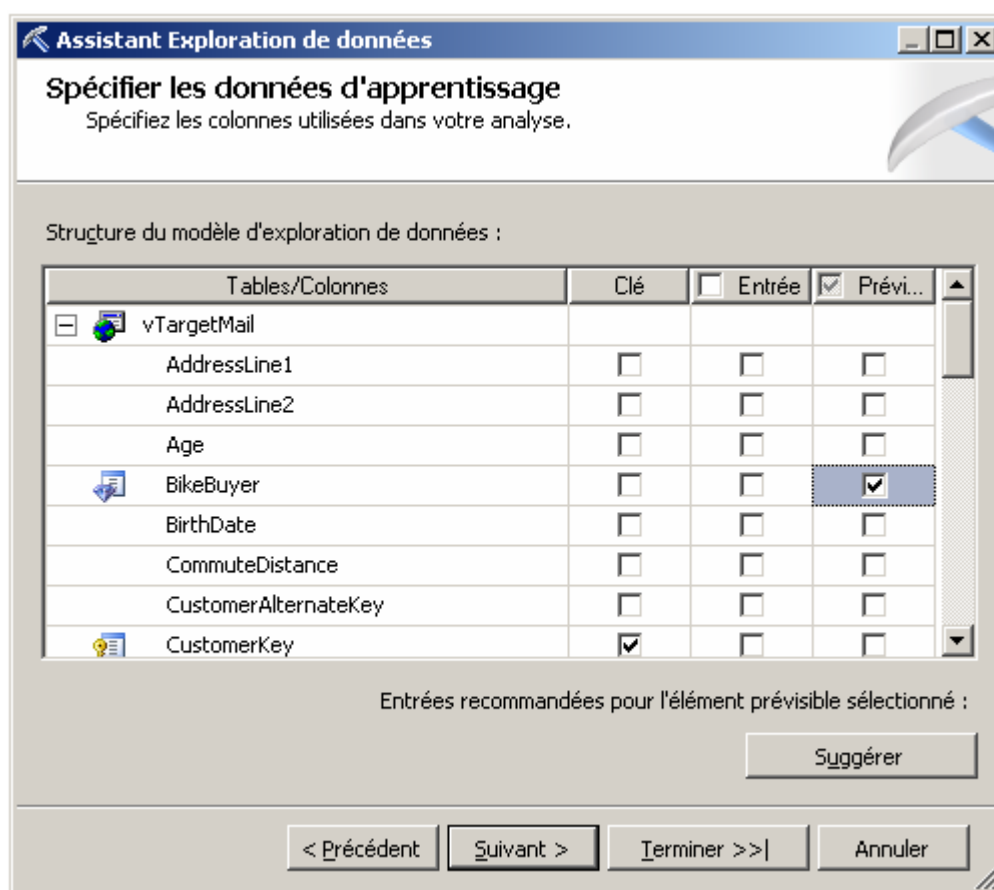 Assistant Exploration de données
Spécifier les données d'apprentissage
Spécifiez les colonnes utilisées dans votre analyse.
Structure du modèle d'exploration de données :
Tables/Colonnes Clé Entrée Prévi...
vTargetMail
AddressLine1
AddressLine2
Age
BikeBuyer
BirthDate
CommuteDistance
CustomerAlternateKey
CustomerKey
Entrées recommandées pour l'élément prévisible sélectionné :
Suggérer
< Précédent Suivant > Terminer >>| Annuler